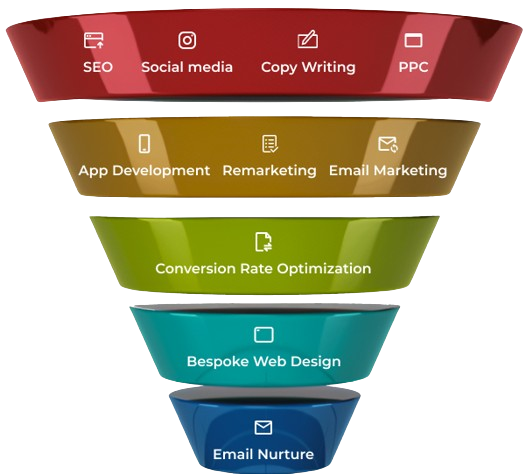 SEO Social media Copy Writing PPC
App Development Remarketing Email Marketing
Conversion Rate Optimization
Bespoke Web Design
Email Nurture